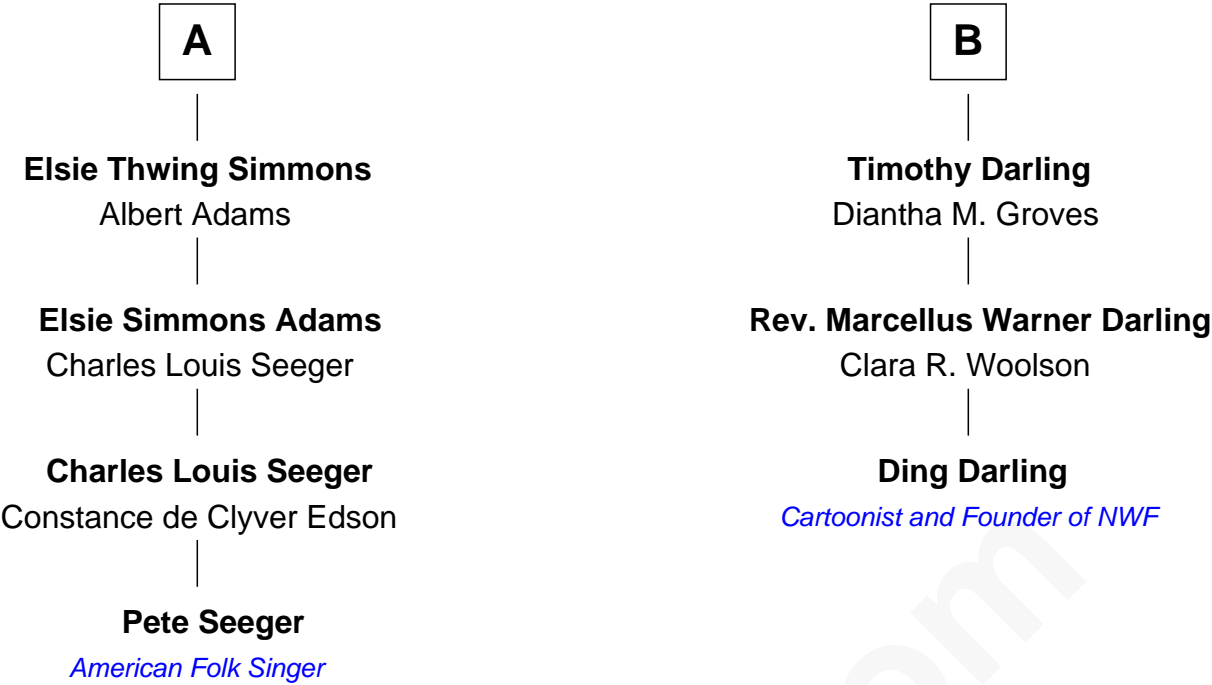 A
Elsie Thwing Simmons
Albert Adams
Elsie Simmons Adams
Charles Louis Seeger
Charles Louis Seeger
Constance de Clyver Edson
Pete Seeger
American Folk Singer
B
Timothy Darling
Diantha M. Groves
Rev. Marcellus Warner Darling
Clara R. Woolson
Ding Darling
Cartoonist and Founder of NWF
om